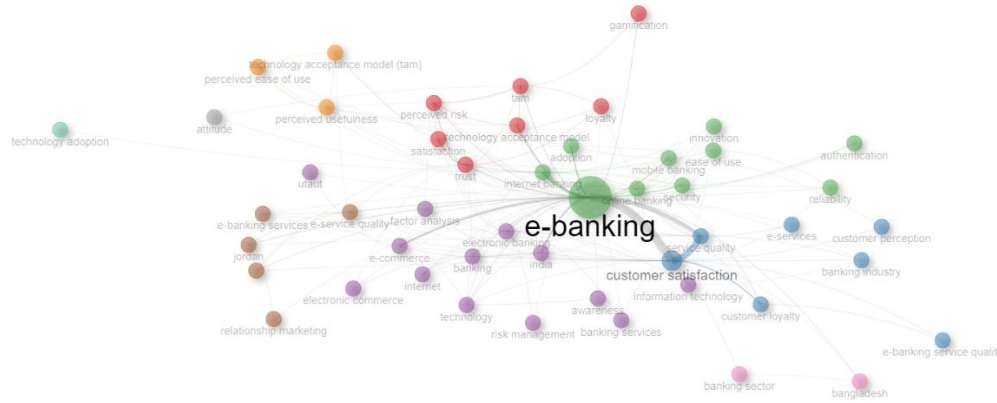 gamification
technology acceptance model (tam)
perceived ease of use
tam
perceived risk
loyalty
perceived usefulness
attitude
technology adoption
technology acceptance model
innovation
satisfaction
adoption
authentication
ease of use
mobile banking
trust
internet banking
utaut
security
online banking
reliability
e-banking services
e-service quality
factor analysis
e-banking
e-services
customer perception
electronic banking
service quality
jordan
e-commerce
banking
india
customer satisfaction
banking industry
internet
electronic commerce
information technology
technology
awareness
customer loyalty
relationship marketing
risk management
banking services
e-banking service qualit
banking sector
bangladesh